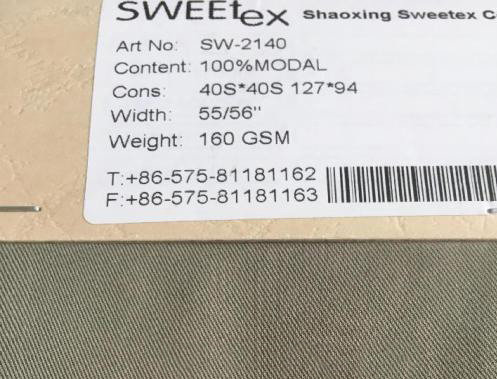 SWEEtex Shaoxing Sweetex
Art No: SW-2140
Content: 100%MODAL
Cons: 40S*40S 127*94
Width: 55/56"
Weight: 160 GSM
T:+86-575-81181162
F:+86-575-81181163